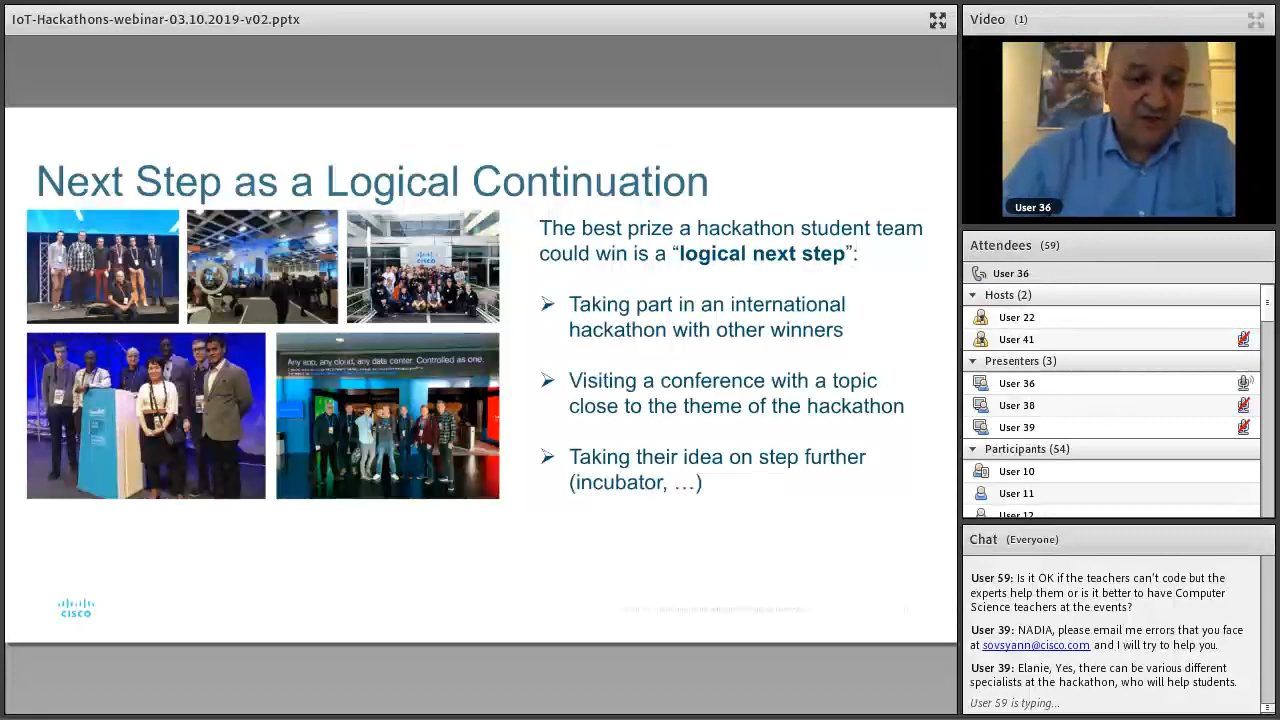 IoT-Hackathons-webinar-03.10.2019-v02.pptx
Next Step as a Logical Continuation
CISCO
Any app, any cloud, any data center. Controlled as one.
The best prize a hackathon student team
could win is a “logical next step”:
➢ Taking part in an international
hackathon with other winners
➢ Visiting a conference with a topic
close to the theme of the hackathon
➢ Taking their idea on step further
(incubator, …)
CISCO
Video (1)
User 36
Attendees (59)
User 36
Hosts (2)
User 22
User 41
Presenters (3)
User 36
User 38
User 39
Participants (54)
User 10
User 11
User 12
Chat (Everyone)
User 59: Is it OK if the teachers can't code but the
experts help them or is it better to have Computer
Science teachers at the events?
User 39: NADIA, please email me errors that you face
at sovsyann@cisco.com and I will try to help you.
User 39: Elanie, Yes, there can be various different
specialists at the hackathon, who will help students.
User 59 is typing...